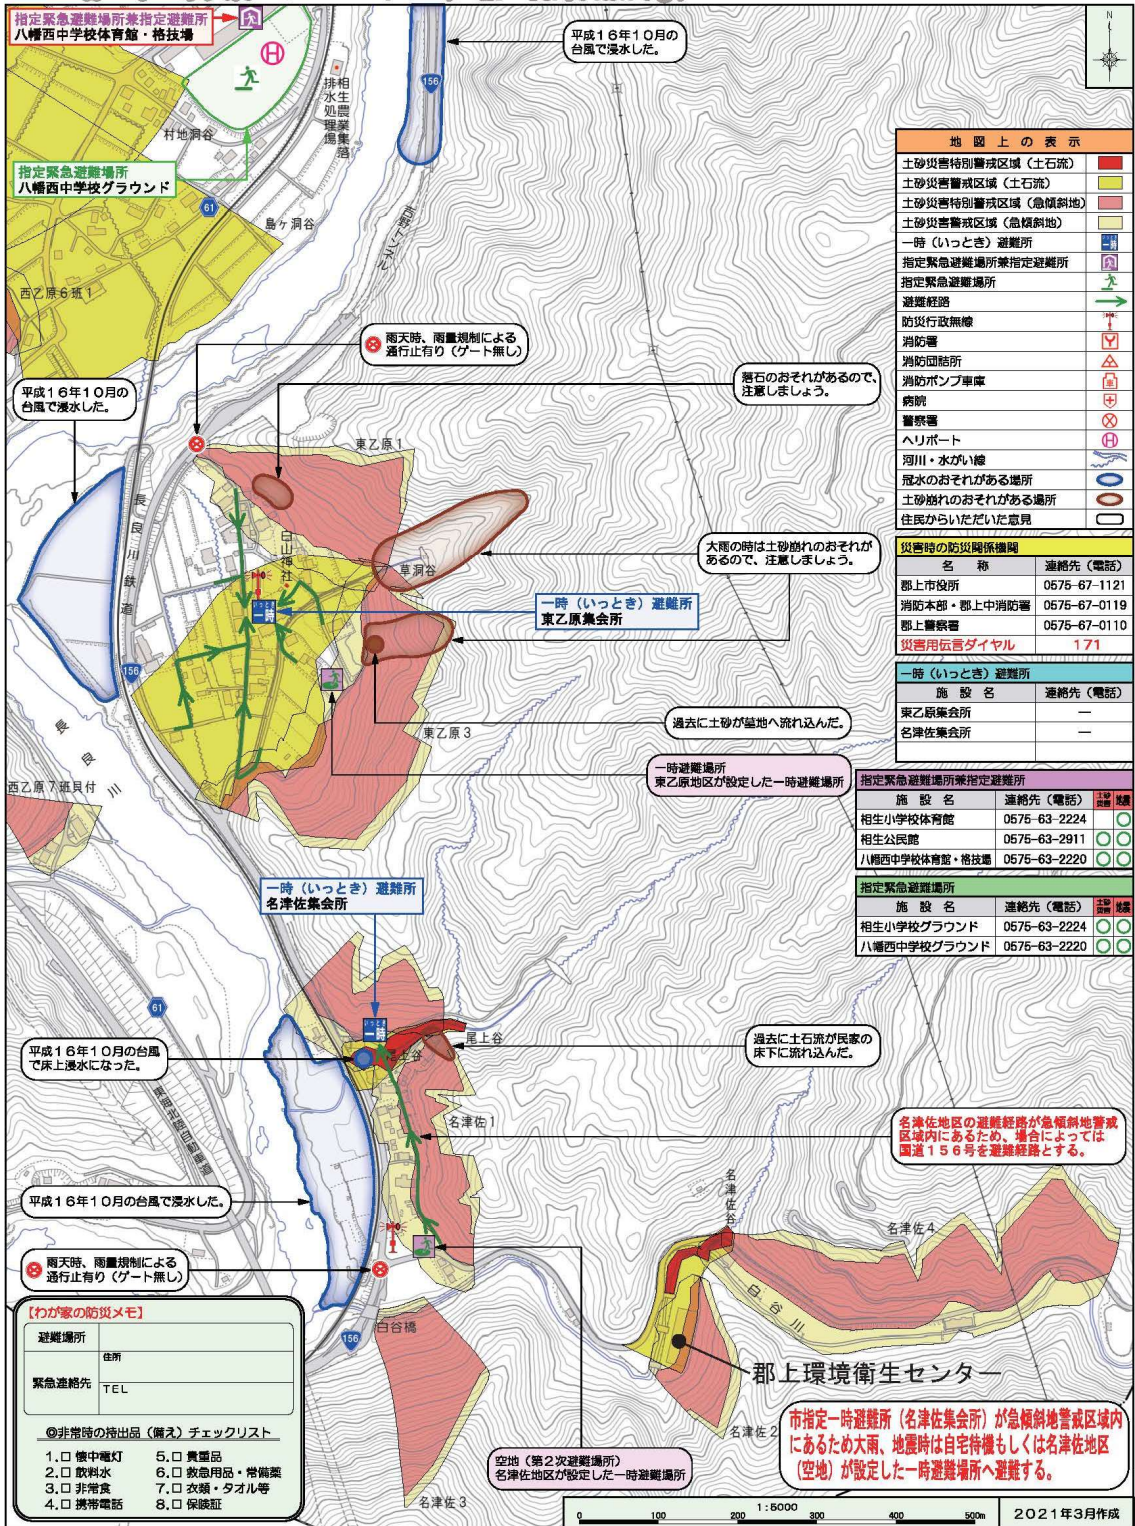 指定緊急避難場所兼指定避難所
八幡西中学校体育館・格技場
平成16年10月の
台風で浸水した。
156
N
相生農業集落
排水処理場
村地洞谷
指定緊急避難場所
八幡西中学校グラウンド
61
島ヶ洞谷
吉野トンネル
西乙原6班1
雨天時、雨量規制による
通行止有り(ゲート無し)
平成16年10月の
台風で浸水した。
落石のおそれがあるので、
注意しましょう。
東乙原1
長良川鉄道
白山神社
草洞谷
大雨の時は土砂崩れのおそれが
あるので、注意しましょう。
いっとき
一時
一時(いっとき)避難所
東乙原集会所
156
過去に土砂が墓地へ流れ込んだ。
東乙原3
長良川
一時避難場所
東乙原地区が設定した一時避難場所
西乙原7班貝付
地図上の表示
土砂災害特別警戒区域(土石流)
土砂災害警戒区域(土石流)
土砂災害特別警戒区域(急傾斜地)
土砂災害警戒区域(急傾斜地)
一時(いっとき)避難所
指定緊急避難場所兼指定避難所
指定緊急避難場所
避難経路
防災行政無線
消防署
消防団詰所
消防ポンプ車庫
病院
警察署
ヘリポート
河川・水がい線
冠水のおそれがある場所
土砂崩れのおそれがある場所
住民からいただいた意見
災害時の防災関係機関
名 称 連絡先(電話)
郡上市役所 0575-67-1121
消防本部・郡上中消防署 0575-67-0119
郡上警察署 0575-67-0110
災害用伝言ダイヤル 171
一時(いっとき)避難所
施 設 名 連絡先(電話)
東乙原集会所 ―
名津佐集会所 ―
指定緊急避難場所兼指定避難所
施 設 名 連絡先(電話) 土砂災害 地震
相生小学校体育館 0575-63-2224 ○
相生公民館 0575-63-2911 ○ ○
八幡西中学校体育館・格技場 0575-63-2220 ○ ○
指定緊急避難場所
施 設 名 連絡先(電話) 土砂災害 地震
相生小学校グラウンド 0575-63-2224 ○ ○
八幡西中学校グラウンド 0575-63-2220 ○ ○
一時(いっとき)避難所
名津佐集会所
61
いっとき
一時
尾上谷
尾上谷
平成16年10月の台風
で床上浸水になった。
過去に土石流が民家の
床下に流れ込んだ。
東海北陸自動車道
名津佐1
名津佐地区の避難経路が急傾斜地警戒
区域内にあるため、場合によっては
国道156号を避難経路とする。
平成16年10月の台風で浸水した。
名津佐谷
名津佐4
雨天時、雨量規制による
通行止有り(ゲート無し)
白谷川
156
白谷橋
郡上環境衛生センター
名津佐2
名津佐3
【わが家の防災メモ】
避難場所
緊急連絡先
住所
TEL
◎非常時の持出品(備え)チェックリスト
1.□ 懐中電灯 5.□ 貴重品
2.□ 飲料水 6.□ 救急用品・常備薬
3.□ 非常食 7.□ 衣類・タオル等
4.□ 携帯電話 8.□ 保険証
空地(第2次避難場所)
名津佐地区が設定した一時避難場所
市指定一時避難所(名津佐集会所)が急傾斜地警戒区域内
にあるため大雨、地震時は自宅待機もしくは名津佐地区
(空地)が設定した一時避難場所へ避難する。
1:5000
0 100 200 300 400 500m
2021年3月作成